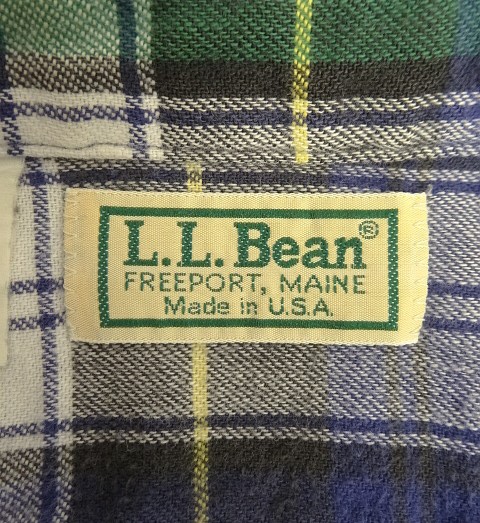 L.L. Bean®
FREEPORT, MAINE
Made in U.S.A.